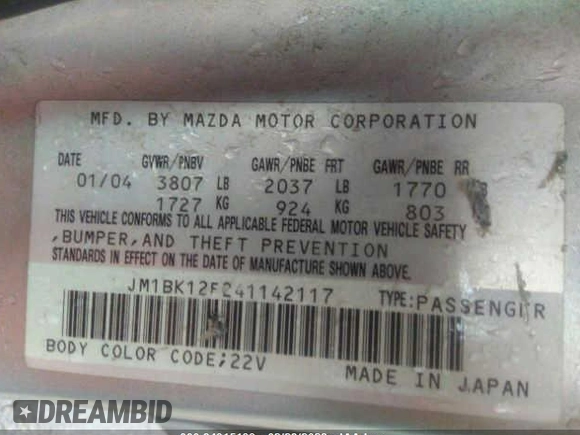 MFD. BY MAZDA MOTOR CORPORATION
DATE GVWR/PNBV GAWR/PNBE FRT GAWR/PNBE RR
01/04 3807 LB 2037 LB 1770
1727 KG 924 KG 803
THIS VEHICLE CONFORMS TO ALL APPLICABLE FEDERAL MOTOR VEHICLE SAFETY
,BUMPER,AND THEFT PREVENTION
STANDARDS IN EFFECT ON THE DATE OF MANUFACTURE SHOWN ABOVE.
JM1BK12F241142117 TYPE:PASSENGER
BODY COLOR CODE;22V MADE IN JAPAN
DREAMBID